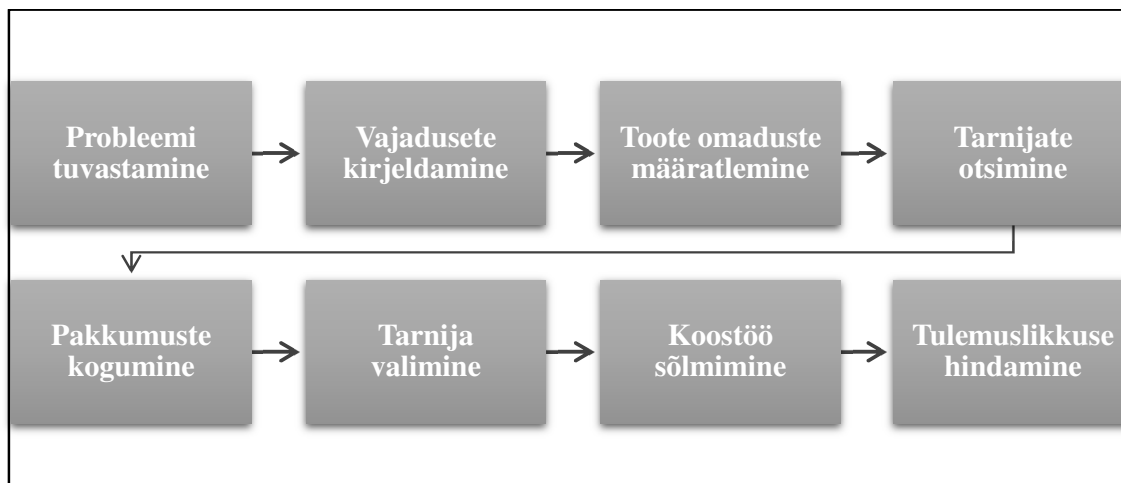 Probleemi
tuvastamine
Vajadusete
kirjeldamine
Toote omaduste
määratlemine
Tarnijate
otsimine
Pakkumuste
kogumine
Tarnija
valimine
Koostöö
sõlmimine
Tulemuslikkuse
hindamine